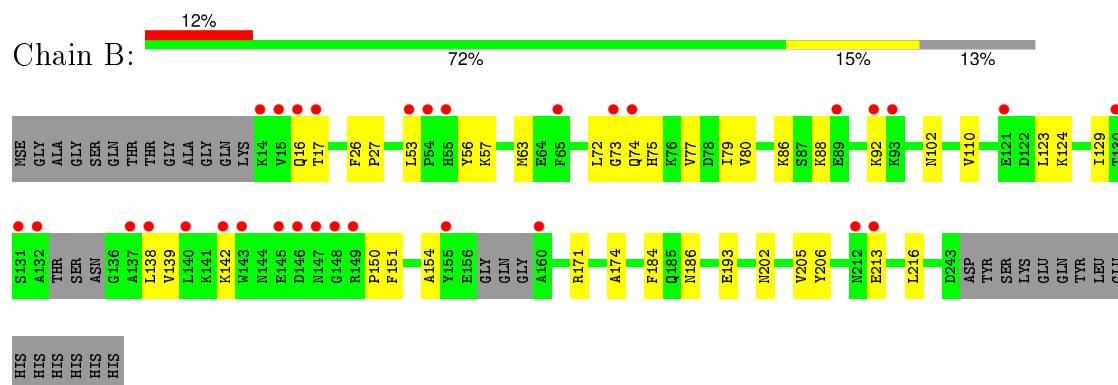 12%
Chain B:
72% 15% 13%
MSE GLY ALA GLY SER GLN THR THR GLY ALA GLY GLN LYS K14 V15 Q16 T17 F26 P27 L53 P54 H55 Y56 K57 M63 E64 F65 L72 G73 Q74 H75 K76 V77 D78 I79 V80 K86 S87 K88 E89 K92 K93 N102 V110 E121 D122 L123 K124 I129
S131 A132 THR SER ASN G136 A137 L138 V139 L140 K141 K142 W143 N144 E145 D146 N147 G148 R149 P150 F151 A154 Y155 E156 GLY GLN GLY A160 R171 A174 F184 Q185 N186 E193 N202 V205 Y206 N212 E213 L216 D243 ASP TYR SER LYS GLU GLN TYR LEU
HIS HIS HIS HIS HIS HIS